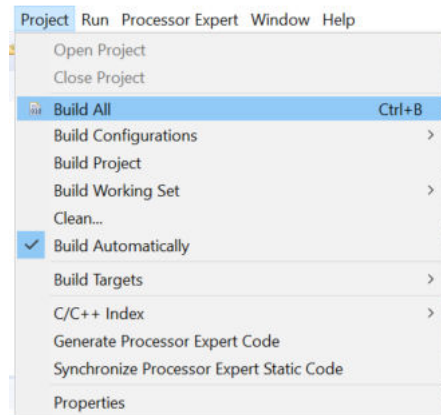 Project Run Processor Expert Window Help
Open Project
Close Project
Build All Ctrl+B
Build Configurations >
Build Project
Build Working Set >
Clean...
Build Automatically
Build Targets >
C/C++ Index >
Generate Processor Expert Code
Synchronize Processor Expert Static Code
Properties